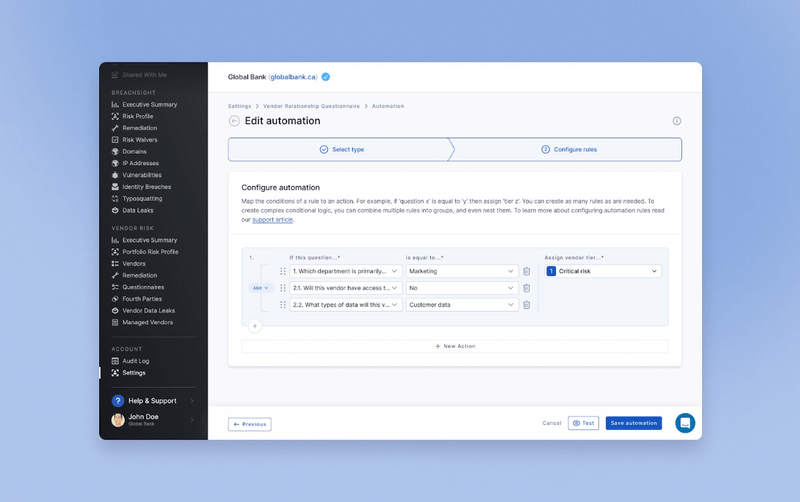 Shared With Me
BREACHSIGHT
Executive Summary
Risk Profile
Remediation
Risk Waivers
Domains
IP Addresses
Vulnerabilities
Identity Breaches
Typosquatting
Data Leaks
VENDOR RISK
Executive Summary
Portfolio Risk Profile
Vendors
Remediation
Questionnaires
Fourth Parties
Vendor Data Leaks
Managed Vendors
ACCOUNT
Audit Log
Settings
? Help & Support
John Doe
Global Bank
Global Bank (globalbank.ca)
Settings > Vendor Relationship Questionnaire > Automation
Edit automation
Select type
2 Configure rules
Configure automation
Map the conditions of a rule to an action. For example, if 'question x' is equal to 'y' then assign 'tier z'. You can create as many rules as are needed. To
create complex conditional logic, you can combine multiple rules into groups, and even nest them. To learn more about configuring automation rules read
our support article.
1. If this question...* Is equal to...* Assign vendor tier...*
1. Which department is primarily... Marketing 1 Critical risk
AND 2.1. Will this vendor have access t... No
2.2. What types of data will this v... Customer data
+
+ New Action
← Previous
Cancel Test Save automation